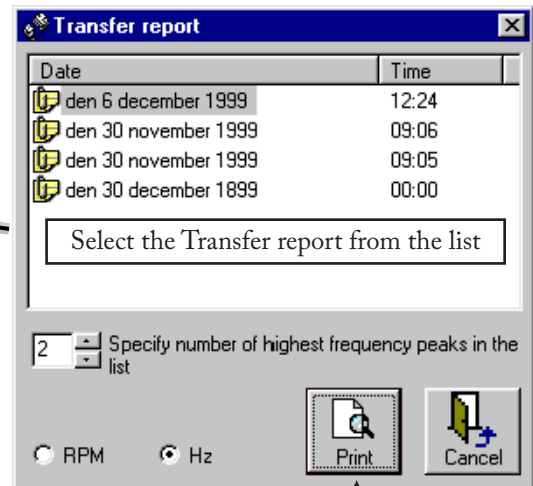 Transfer report
Date Time
den 6 december 1999 12:24
den 30 november 1999 09:06
den 30 november 1999 09:05
den 30 december 1899 00:00
Select the Transfer report from the list
2 Specify number of highest frequency peaks in the
list
RPM Hz Print Cancel